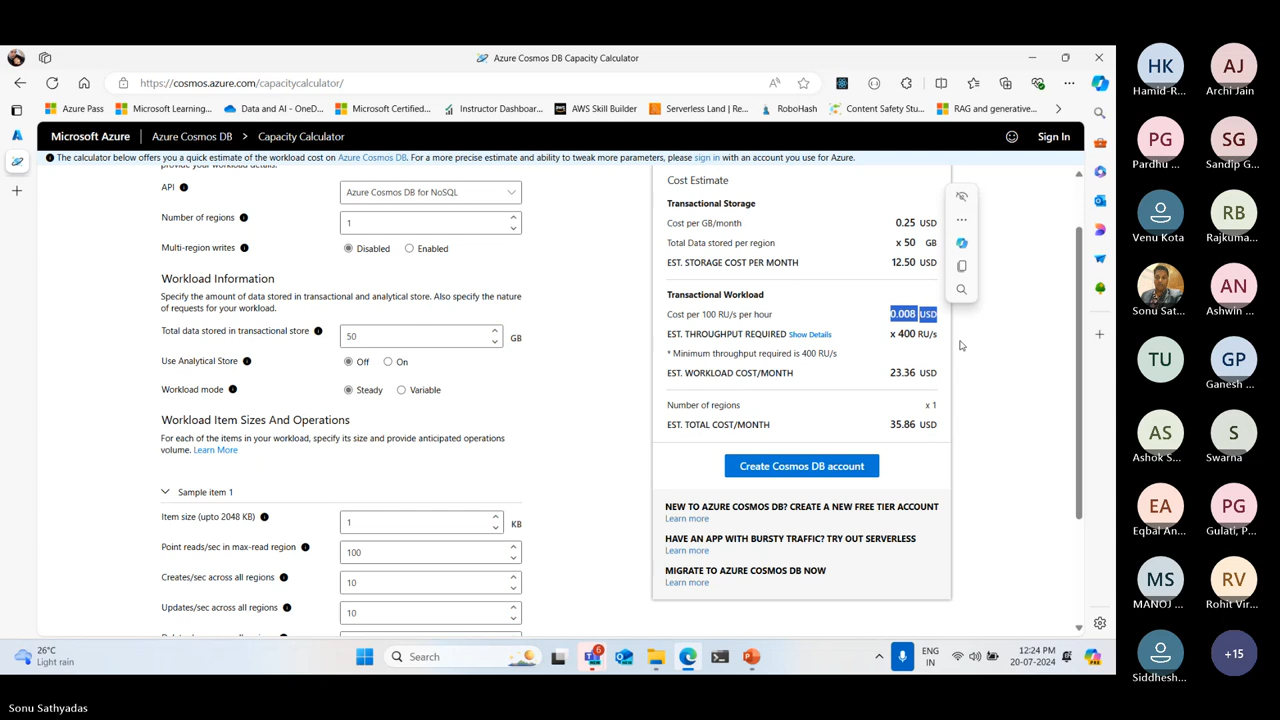 Azure Cosmos DB Capacity Calculator
https://cosmos.azure.com/capacitycalculator/
Azure Pass
Microsoft Learning...
Data and AI - OneD...
Microsoft Certified...
Instructor Dashboar...
aws
AWS Skill Builder
Serverless Land | Re...
RoboHash
Content Safety Stu...
RAG and generative...
Microsoft Azure
Azure Cosmos DB > Capacity Calculator
Sign In
The calculator below offers you a quick estimate of the workload cost on Azure Cosmos DB. For a more precise estimate and ability to tweak more parameters, please sign in with an account you use for Azure.
provide your workload details.
API
Azure Cosmos DB for NoSQL
Number of regions
1
Multi-region writes
Disabled
Enabled
Workload Information
Specify the amount of data stored in transactional and analytical store. Also specify the nature
of requests for your workload.
Total data stored in transactional store
50
GB
Use Analytical Store
Off
On
Workload mode
Steady
Variable
Workload Item Sizes And Operations
For each of the items in your workload, specify its size and provide anticipated operations
volume. Learn More
Sample item 1
Item size (upto 2048 KB)
1
KB
Point reads/sec in max-read region
100
Creates/sec across all regions
10
Updates/sec across all regions
10
Cost Estimate
Transactional Storage
Cost per GB/month
0.25 USD
Total Data stored per region
x 50 GB
EST. STORAGE COST PER MONTH
12.50 USD
Transactional Workload
Cost per 100 RU/s per hour
0.008 USD
EST. THROUGHPUT REQUIRED Show Details
x 400 RU/s
* Minimum throughput required is 400 RU/s
EST. WORKLOAD COST/MONTH
23.36 USD
Number of regions
x 1
EST. TOTAL COST/MONTH
35.86 USD
Create Cosmos DB account
NEW TO AZURE COSMOS DB? CREATE A NEW FREE TIER ACCOUNT
Learn more
HAVE AN APP WITH BURSTY TRAFFIC? TRY OUT SERVERLESS
Learn more
MIGRATE TO AZURE COSMOS DB NOW
Learn more
26°C
Light rain
Search
6
ENG
IN
12:24 PM
20-07-2024
HK
Hamid-R...
AJ
Archi Jain
PG
Pardhu ...
SG
Sandip G...
Venu Kota
RB
Rajkuma...
Sonu Sat...
AN
Ashwin ...
TU
GP
Ganesh ...
AS
Ashok S...
S
Swarna
EA
Eqbal An...
PG
Gulati, P...
MS
MANOJ ...
RV
Rohit Vir...
Siddhesh...
+15
Sonu Sathyadas